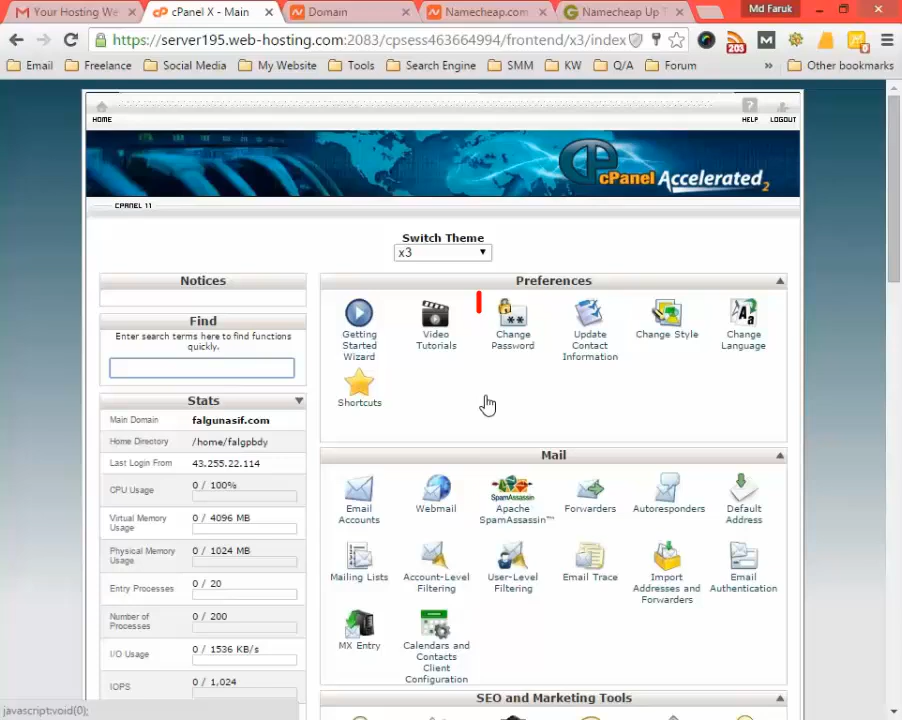 Md Faruk
Your Hosting We
cPanel X - Main
Domain
Namecheap.com
Namecheap Up T
https://server195.web-hosting.com:2083/cpsess463664994/frontend/x3/index
203
Email
Freelance
Social Media
My Website
Tools
Search Engine
SMM
KW
Q/A
Forum
»
Other bookmarks
HOME
HELP
LOGOUT
cPanel Accelerated2
CPANEL 11
Switch Theme
x3
Notices
Find
Enter search terms here to find functions
quickly.
Stats
Main Domain falgunasif.com
Home Directory /home/falgpbdy
Last Login From 43.255.22.114
CPU Usage 0 / 100%
Virtual Memory Usage 0 / 4096 MB
Physical Memory Usage 0 / 1024 MB
Entry Processes 0 / 20
Number of Processes 0 / 200
I/O Usage 0 / 1536 KB/s
IOPS 0 / 1,024
Preferences
Getting Started Wizard
Video Tutorials
Change Password
Update Contact Information
Change Style
Change Language
Shortcuts
Mail
Email Accounts
Webmail
Apache SpamAssassin™
Forwarders
Autoresponders
Default Address
Mailing Lists
Account-Level Filtering
User-Level Filtering
Email Trace
Import Addresses and Forwarders
Email Authentication
MX Entry
Calendars and Contacts Client Configuration
SEO and Marketing Tools
javascript:void(0);